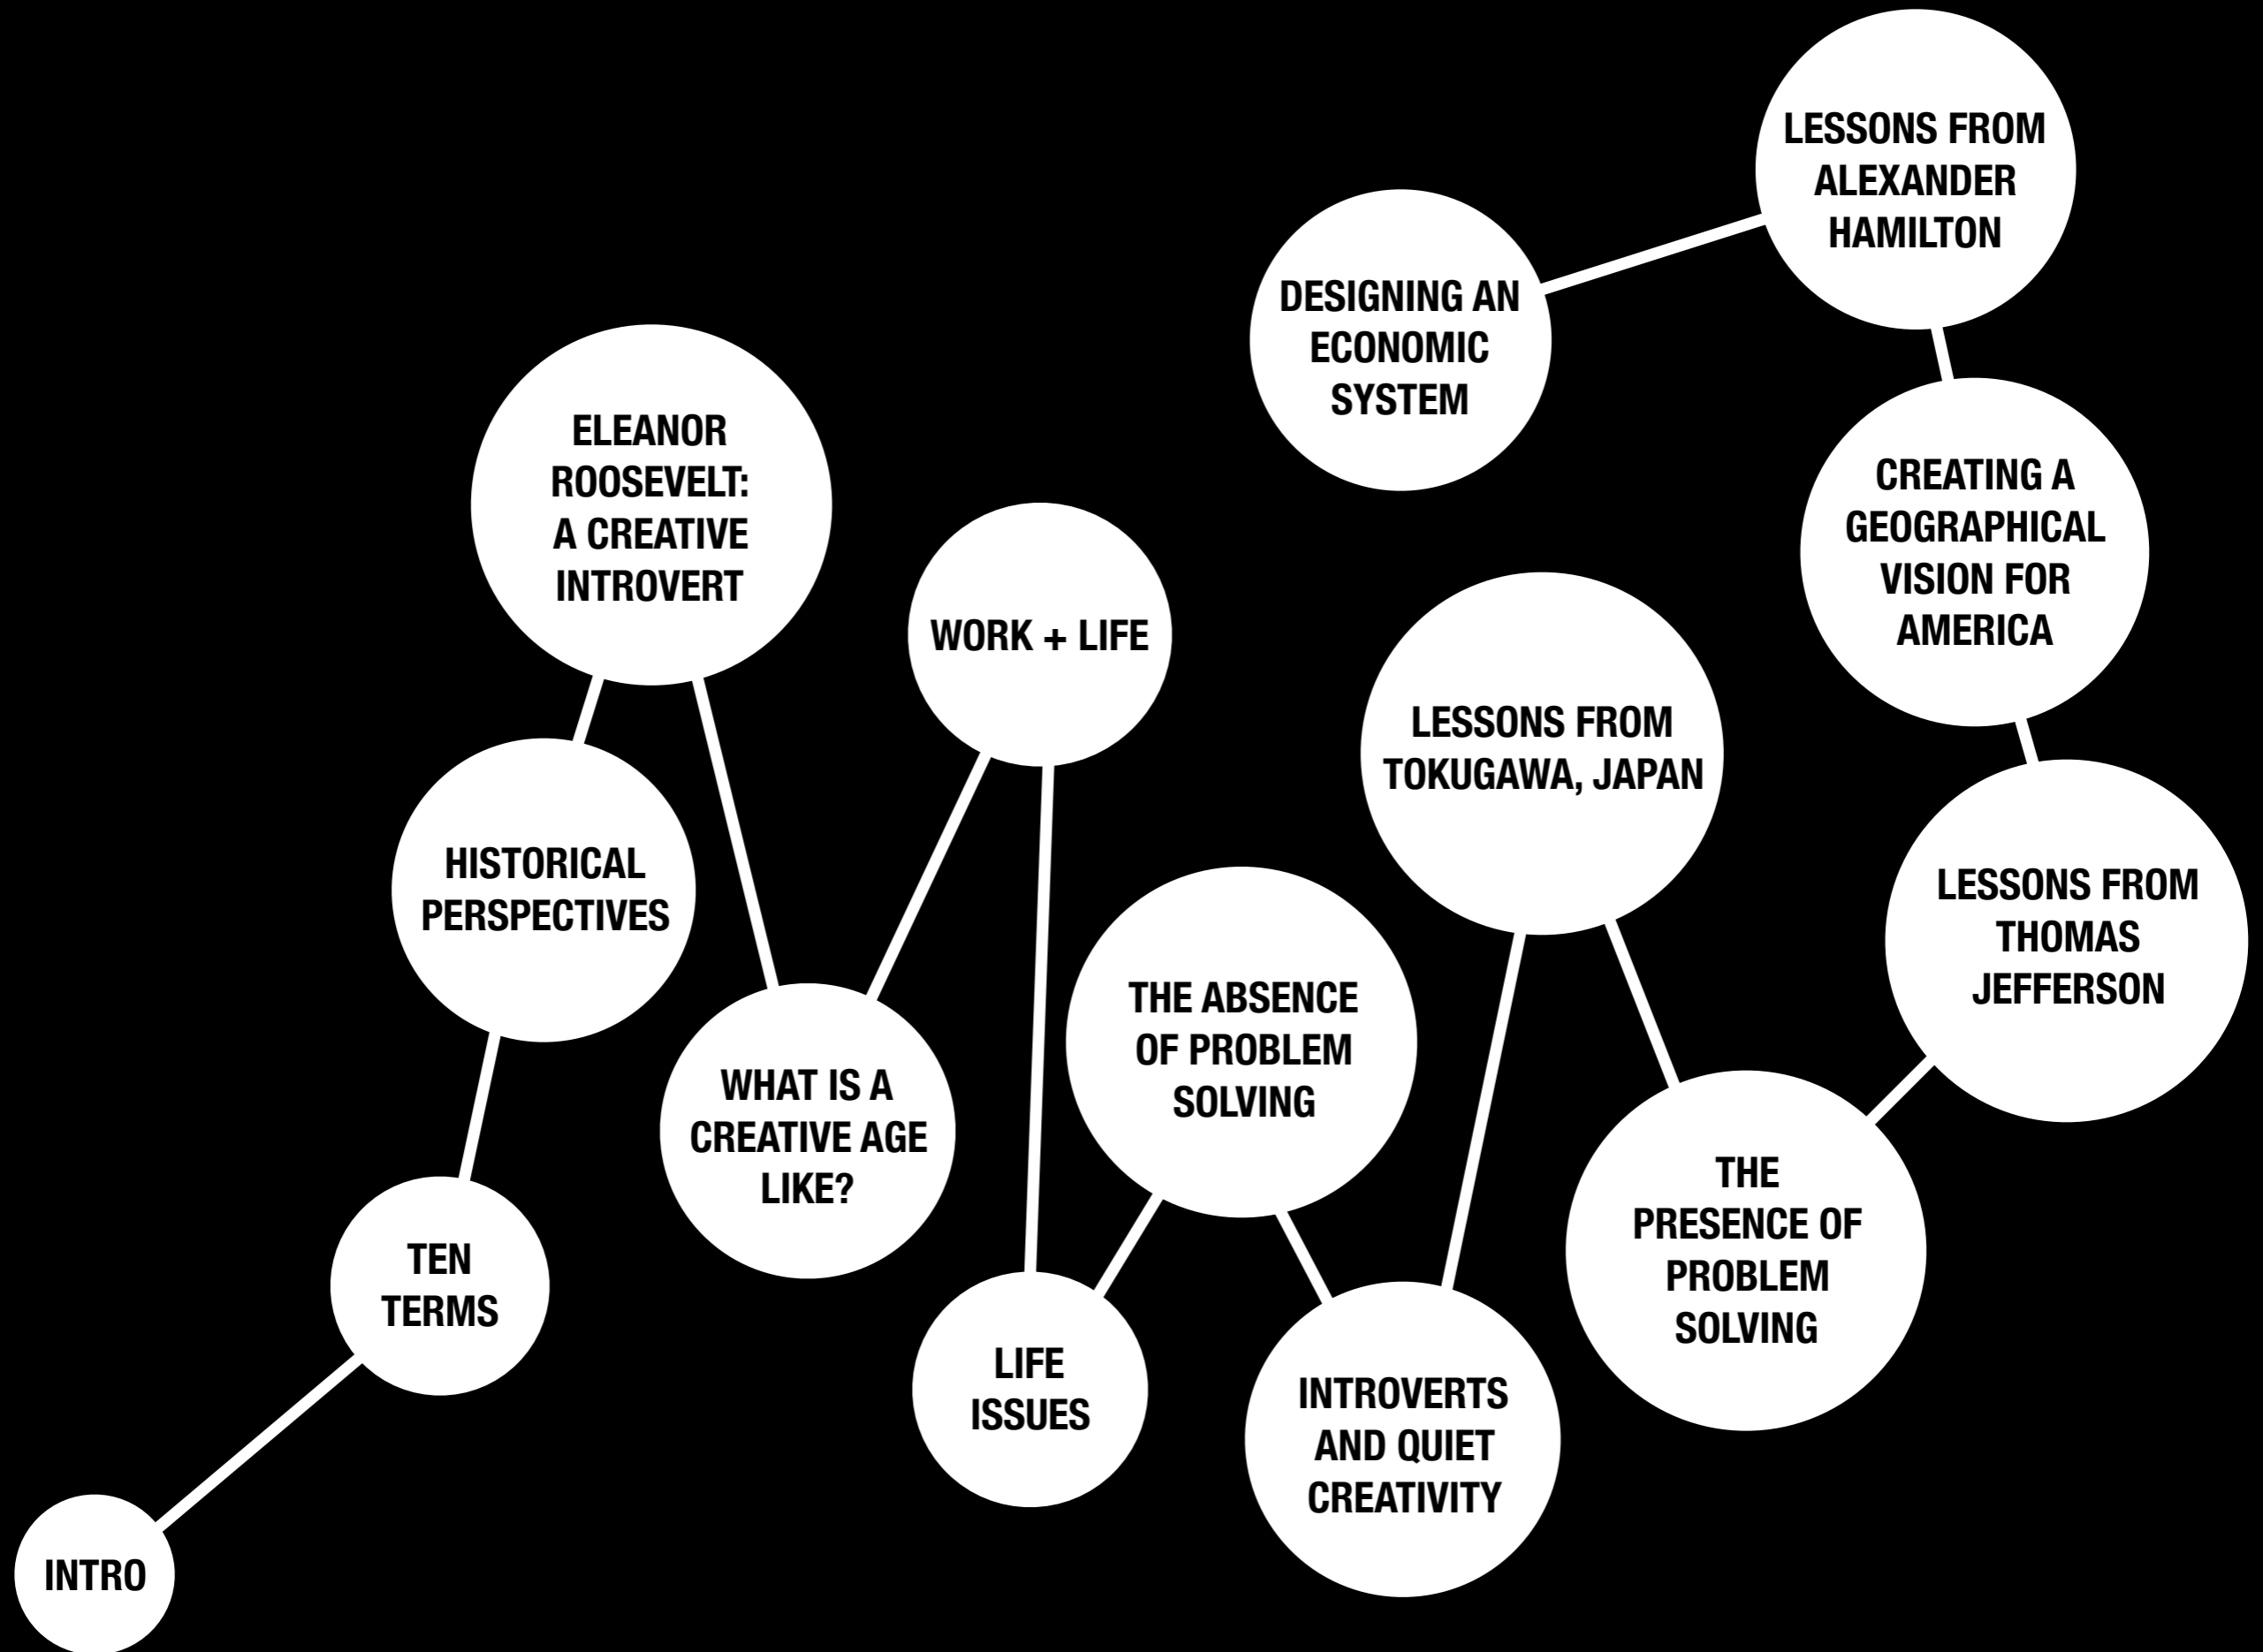 INTRO
TEN
TERMS
HISTORICAL
PERSPECTIVES
ELEANOR
ROOSEVELT:
A CREATIVE
INTROVERT
WHAT IS A
CREATIVE AGE
LIKE?
WORK + LIFE
LIFE
ISSUES
THE ABSENCE
OF PROBLEM
SOLVING
INTROVERTS
AND QUIET
CREATIVITY
LESSONS FROM
TOKUGAWA, JAPAN
THE
PRESENCE OF
PROBLEM
SOLVING
LESSONS FROM
THOMAS
JEFFERSON
CREATING A
GEOGRAPHICAL
VISION FOR
AMERICA
LESSONS FROM
ALEXANDER
HAMILTON
DESIGNING AN
ECONOMIC
SYSTEM